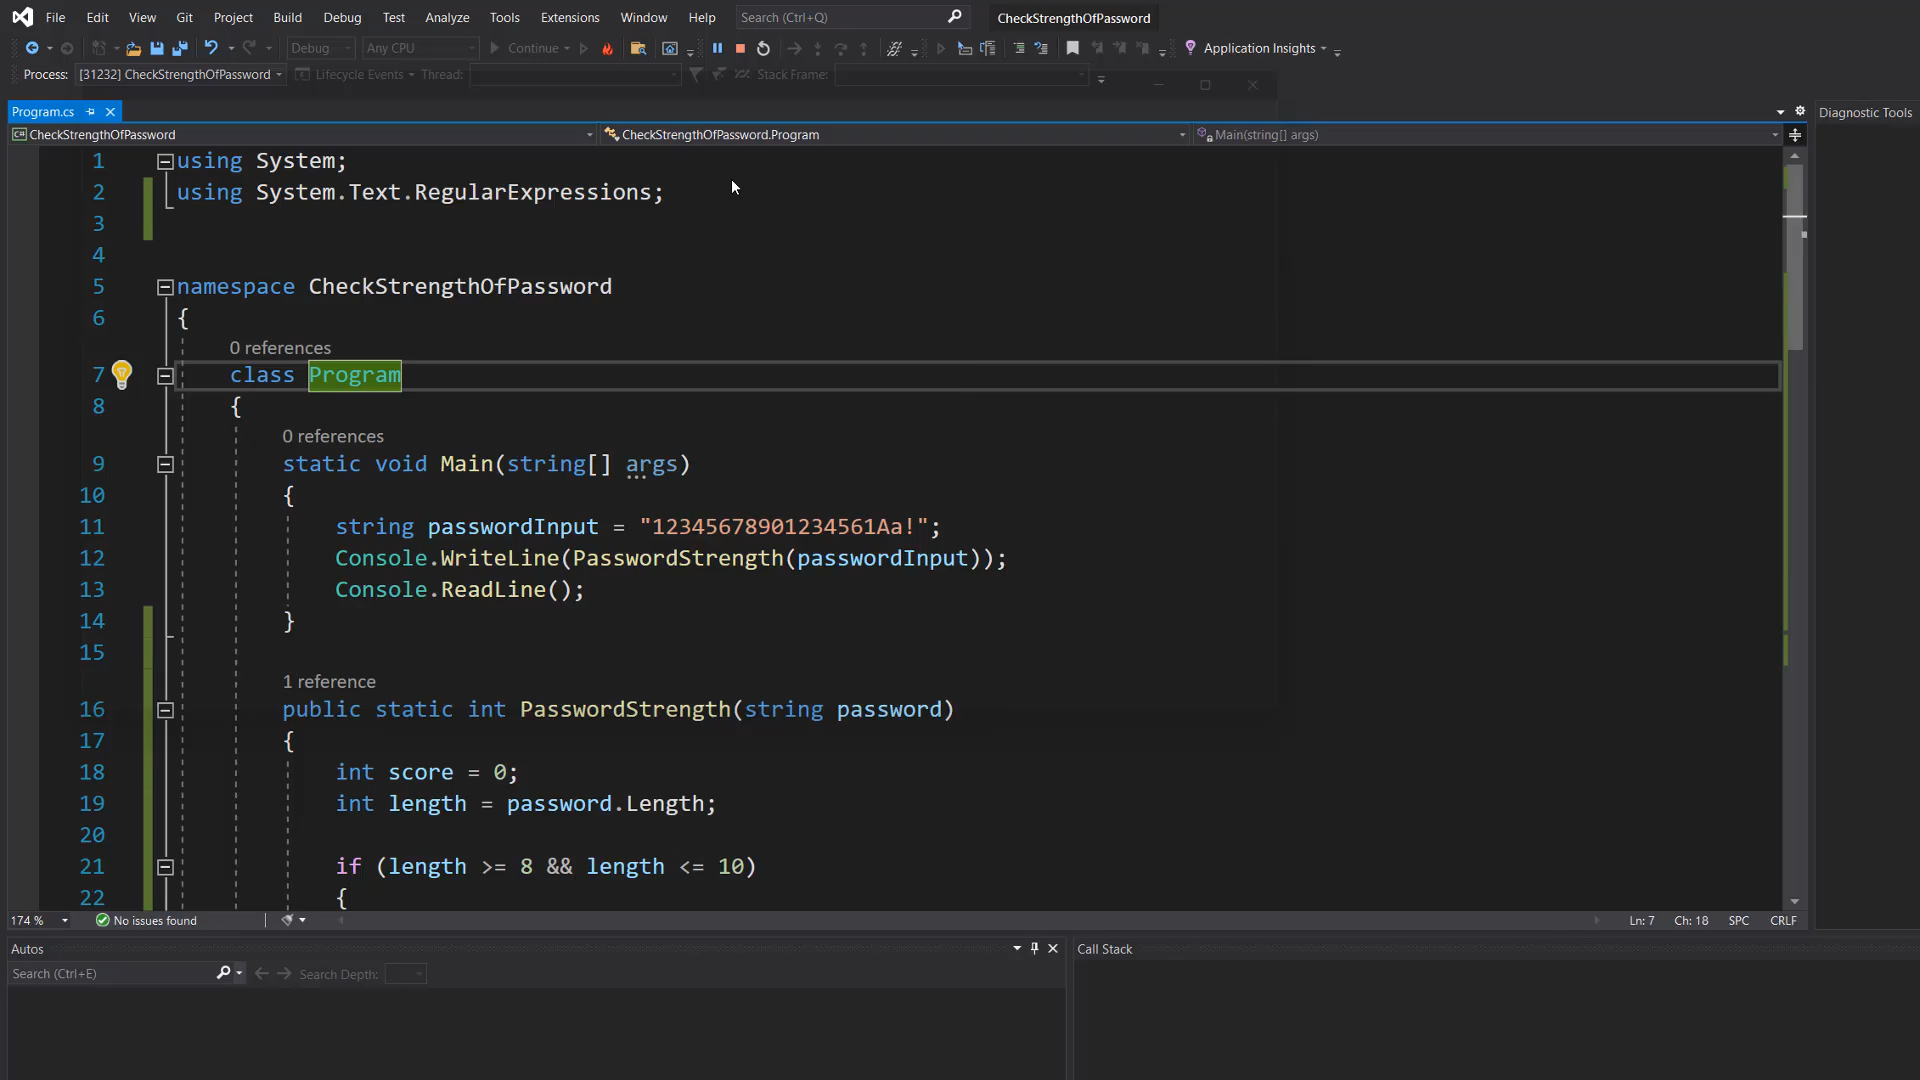 File Edit View Git Project Build Debug Test Analyze Tools Extensions Window Help Search (Ctrl+Q) CheckStrengthOfPassword
Debug Any CPU Continue Application Insights
Process: [31232] CheckStrengthOfPassword Lifecycle Events Thread: Stack Frame:
Program.cs Diagnostic Tools
CheckStrengthOfPassword CheckStrengthOfPassword.Program Main(string[] args)
1 using System;
2 using System.Text.RegularExpressions;
3
4
5 namespace CheckStrengthOfPassword
6 {
0 references
7 class Program
8 {
0 references
9 static void Main(string[] args)
10 {
11 string passwordInput = "12345678901234561Aa!";
12 Console.WriteLine(PasswordStrength(passwordInput));
13 Console.ReadLine();
14 }
15
1 reference
16 public static int PasswordStrength(string password)
17 {
18 int score = 0;
19 int length = password.Length;
20
21 if (length >= 8 && length <= 10)
22 {
174 % No issues found Ln: 7 Ch: 18 SPC CRLF
Autos Call Stack
Search (Ctrl+E) Search Depth: